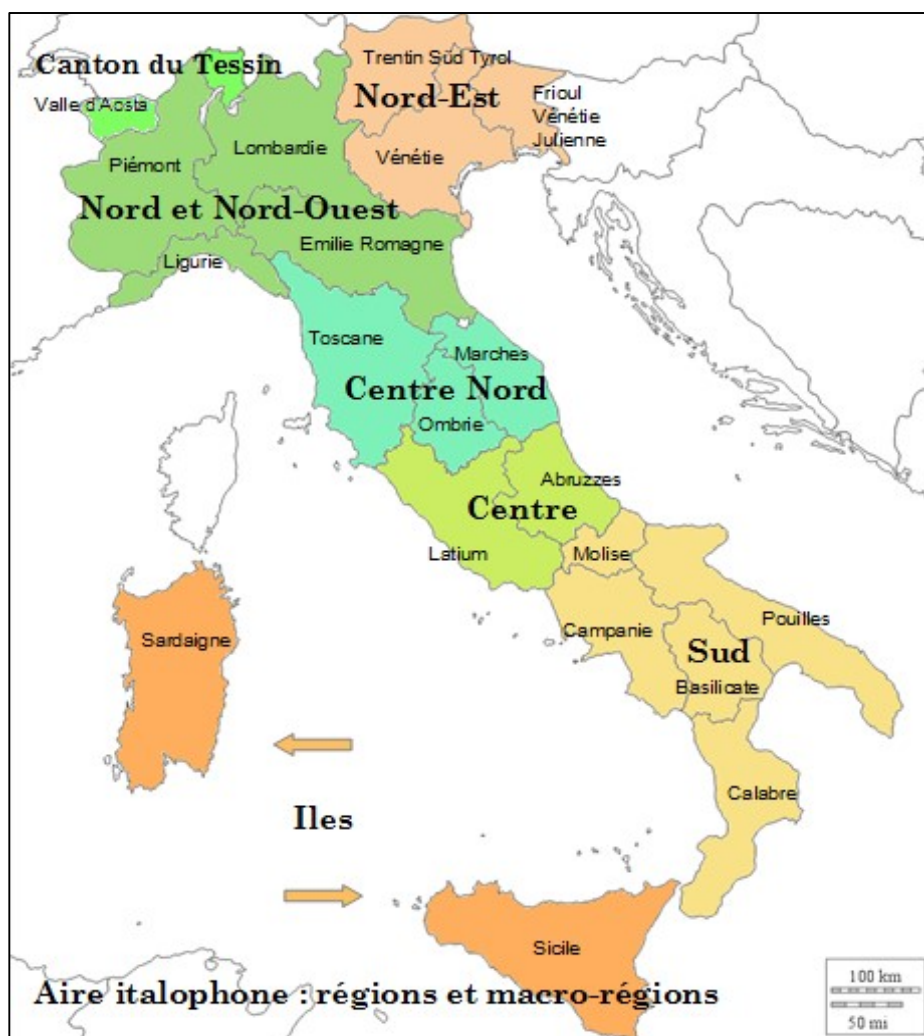 Canton du Tessin
Trentin Süd Tyrol
Nord-Est
Valle d'Aosta
Frioul
Vénétie
Julienne
Lombardie
Vénétie
Piémont
Nord et Nord-Ouest
Emilie Romagne
Ligurie
Toscane
Marches
Centre Nord
Ombrie
Abruzzes
Centre
Latium
Molise
Pouilles
Campanie
Sardaigne
Sud
Basilicate
Calabre
Iles
Sicile
100 km
50 mi
Aire italophone : régions et macro-régions